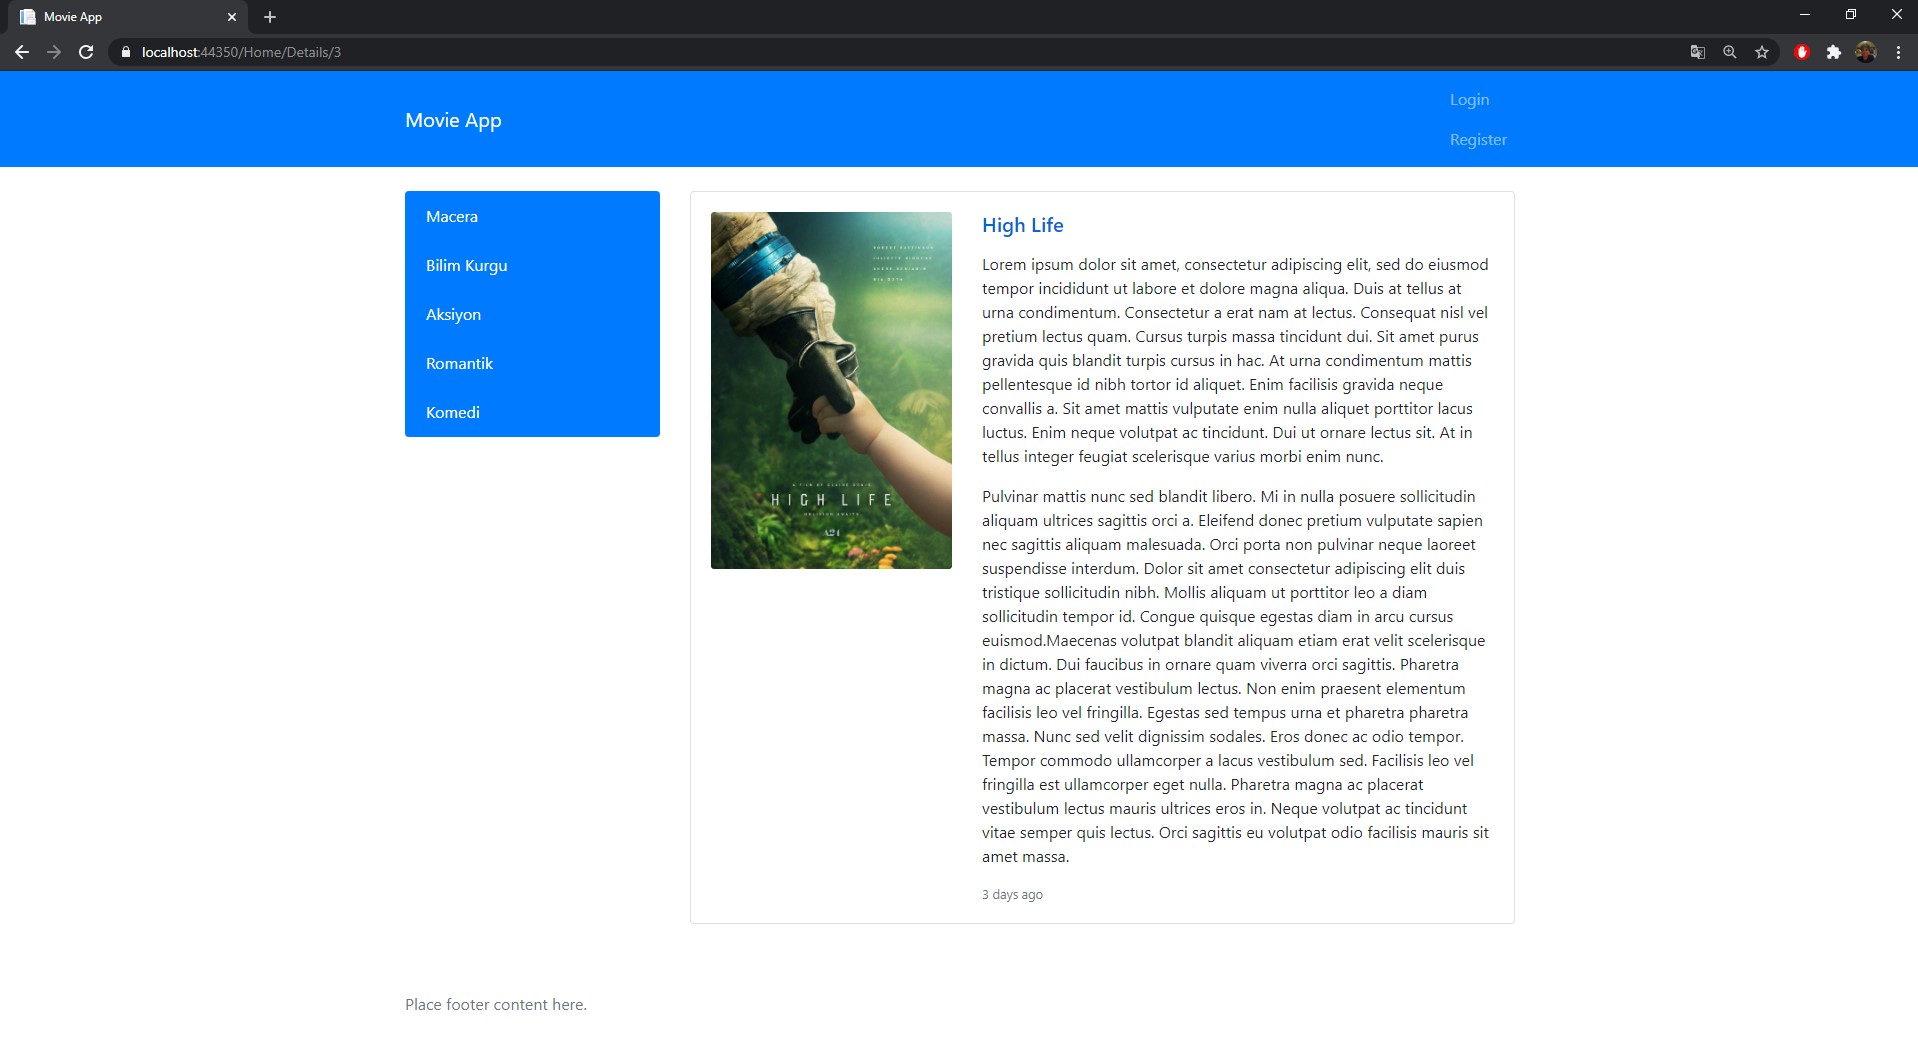 Movie App
localhost:44350/Home/Details/3
Movie App
Login
Register
Macera
Bilim Kurgu
Aksiyon
Romantik
Komedi
ROBERT PATTINSON
JULIETTE BINOCHE
ANDRÉ BENJAMIN
MIA GOTH
A FILM BY CLAIRE DENIS
HIGH LIFE
A24
High Life
Lorem ipsum dolor sit amet, consectetur adipiscing elit, sed do eiusmod
tempor incididunt ut labore et dolore magna aliqua. Duis at tellus at
urna condimentum. Consectetur a erat nam at lectus. Consequat nisl vel
pretium lectus quam. Cursus turpis massa tincidunt dui. Sit amet purus
gravida quis blandit turpis cursus in hac. At urna condimentum mattis
pellentesque id nibh tortor id aliquet. Enim facilisis gravida neque
convallis a. Sit amet mattis vulputate enim nulla aliquet porttitor lacus
luctus. Enim neque volutpat ac tincidunt. Dui ut ornare lectus sit. At in
tellus integer feugiat scelerisque varius morbi enim nunc.
Pulvinar mattis nunc sed blandit libero. Mi in nulla posuere sollicitudin
aliquam ultrices sagittis orci a. Eleifend donec pretium vulputate sapien
nec sagittis aliquam malesuada. Orci porta non pulvinar neque laoreet
suspendisse interdum. Dolor sit amet consectetur adipiscing elit duis
tristique sollicitudin nibh. Mollis aliquam ut porttitor leo a diam
sollicitudin tempor id. Congue quisque egestas diam in arcu cursus
euismod.Maecenas volutpat blandit aliquam etiam erat velit scelerisque
in dictum. Dui faucibus in ornare quam viverra orci sagittis. Pharetra
magna ac placerat vestibulum lectus. Non enim praesent elementum
facilisis leo vel fringilla. Egestas sed tempus urna et pharetra pharetra
massa. Nunc sed velit dignissim sodales. Eros donec ac odio tempor.
Tempor commodo ullamcorper a lacus vestibulum sed. Facilisis leo vel
fringilla est ullamcorper eget nulla. Pharetra magna ac placerat
vestibulum lectus mauris ultrices eros in. Neque volutpat ac tincidunt
vitae semper quis lectus. Orci sagittis eu volutpat odio facilisis mauris sit
amet massa.
3 days ago
Place footer content here.